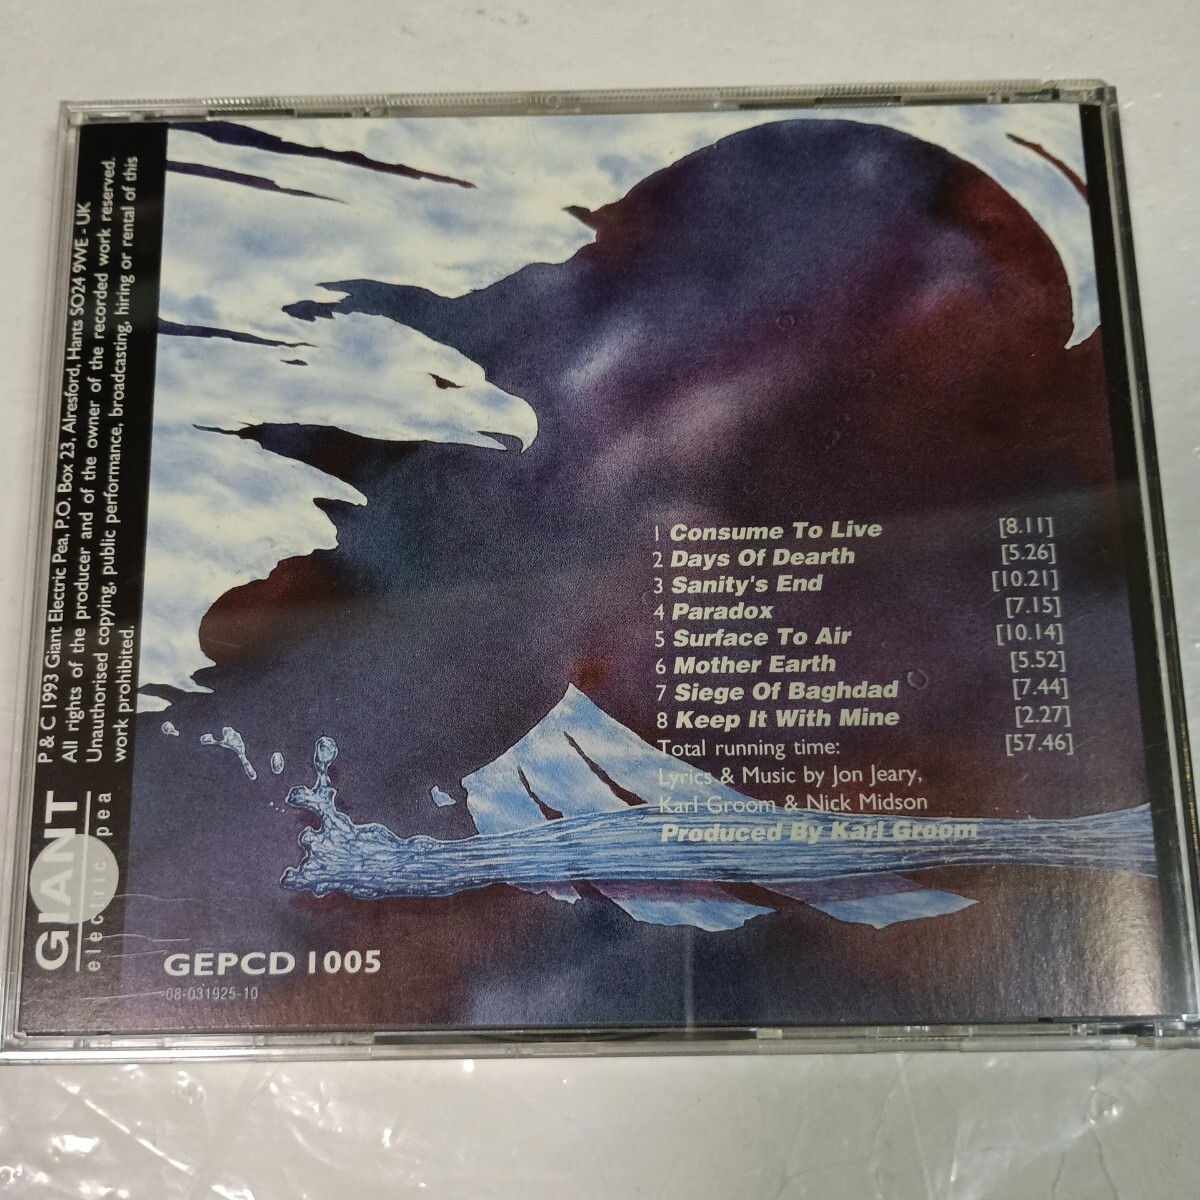 P & C 1993 Giant Electric Pea, P.O. Box 23, Alresford, Hants SO24 9WE - UK
All rights of the producer and of the owner of the recorded work reserved.
Unauthorised copying, public performance, broadcasting, hiring or rental of this
work prohibited.
GIANT
electric pea
1 Consume To Live [8.11]
2 Days Of Dearth [5.26]
3 Sanity's End [10.21]
4 Paradox [7.15]
5 Surface To Air [10.14]
6 Mother Earth [5.52]
7 Siege Of Baghdad [7.44]
8 Keep It With Mine [2.27]
Total running time: [57.46]
Lyrics & Music by Jon Jeary,
Karl Groom & Nick Midson
Produced By Karl Groom
GEPCD 1005
08-031925-10